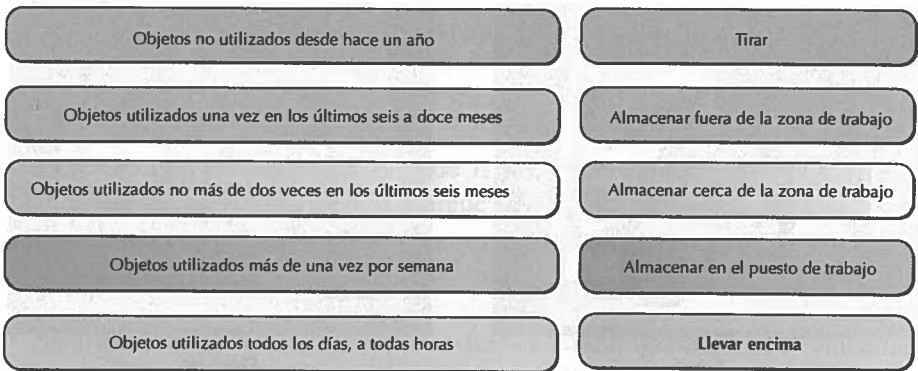 Objetos no utilizados desde hace un año
Tirar
Objetos utilizados una vez en los últimos seis a doce meses
Almacenar fuera de la zona de trabajo
Objetos utilizados no más de dos veces en los últimos seis meses
Almacenar cerca de la zona de trabajo
Objetos utilizados más de una vez por semana
Almacenar en el puesto de trabajo
Objetos utilizados todos los días, a todas horas
Llevar encima